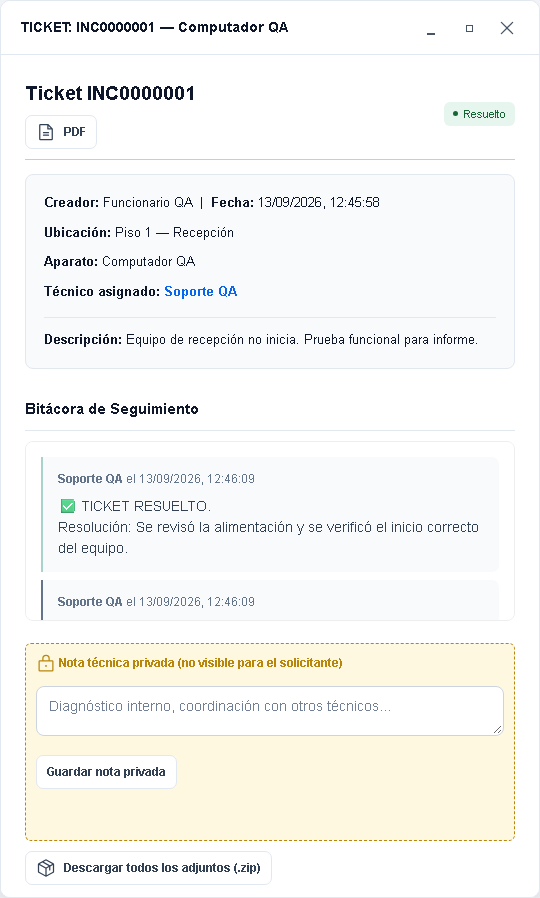 TICKET: INC0000001 — Computador QA
Ticket INC0000001
PDF
Resuelto
Creador: Funcionario QA | Fecha: 13/09/2026, 12:45:58
Ubicación: Piso 1 — Recepción
Aparato: Computador QA
Técnico asignado: Soporte QA
Descripción: Equipo de recepción no inicia. Prueba funcional para informe.
Bitácora de Seguimiento
Soporte QA el 13/09/2026, 12:46:09
✅ TICKET RESUELTO.
Resolución: Se revisó la alimentación y se verificó el inicio correcto
del equipo.
Soporte QA el 13/09/2026, 12:46:09
Nota técnica privada (no visible para el solicitante)
Diagnóstico interno, coordinación con otros técnicos...
Guardar nota privada
Descargar todos los adjuntos (.zip)